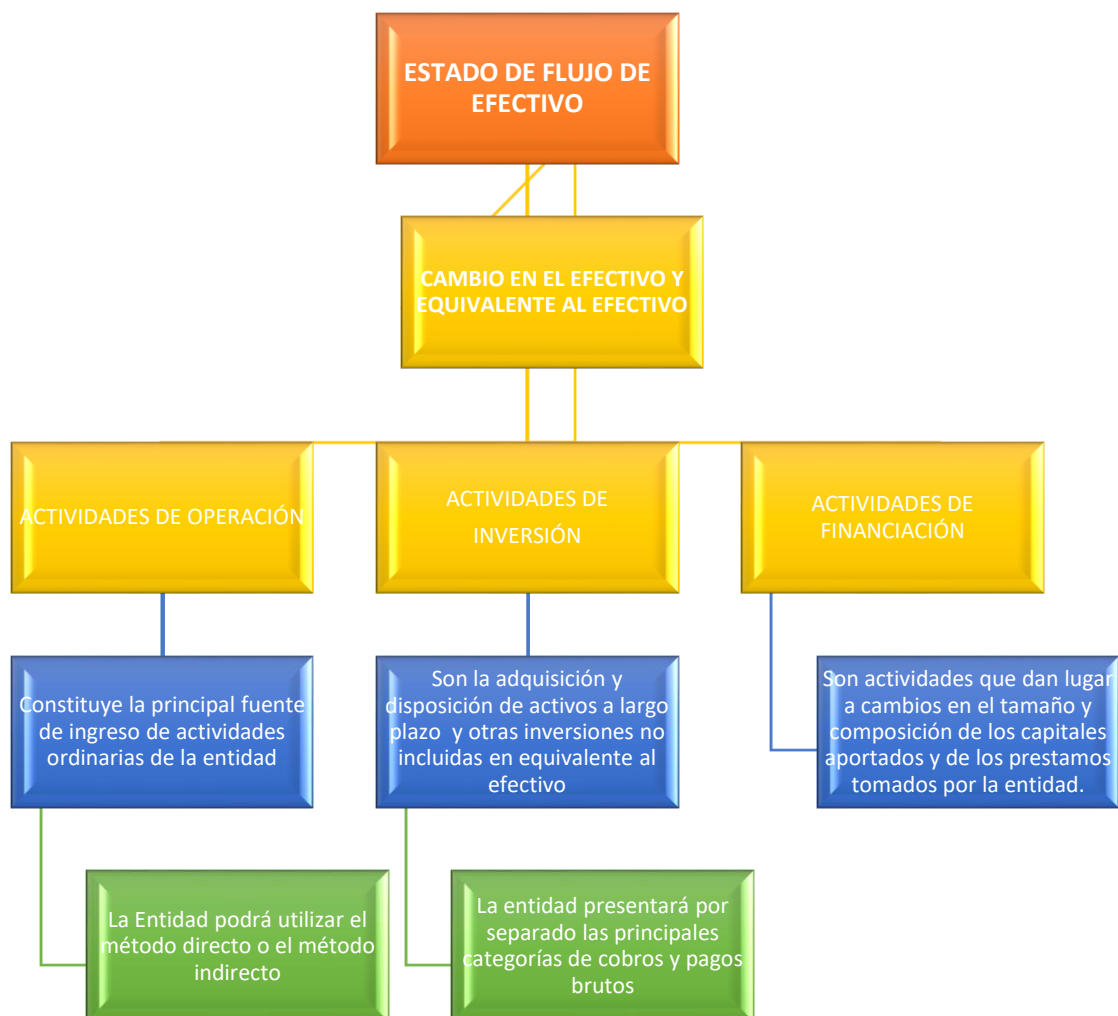 ESTADO DE FLUJO DE
EFECTIVO
CAMBIO EN EL EFECTIVO Y
EQUIVALENTE AL EFECTIVO
ACTIVIDADES DE OPERACIÓN
ACTIVIDADES DE
INVERSIÓN
ACTIVIDADES DE
FINANCIACIÓN
Constituye la principal fuente
de ingreso de actividades
ordinarias de la entidad
Son la adquisición y
disposición de activos a largo
plazo y otras inversiones no
incluidas en equivalente al
efectivo
Son actividades que dan lugar
a cambios en el tamaño y
composición de los capitales
aportados y de los prestamos
tomados por la entidad.
La Entidad podrá utilizar el
método directo o el método
indirecto
La entidad presentará por
separado las principales
categorías de cobros y pagos
brutos